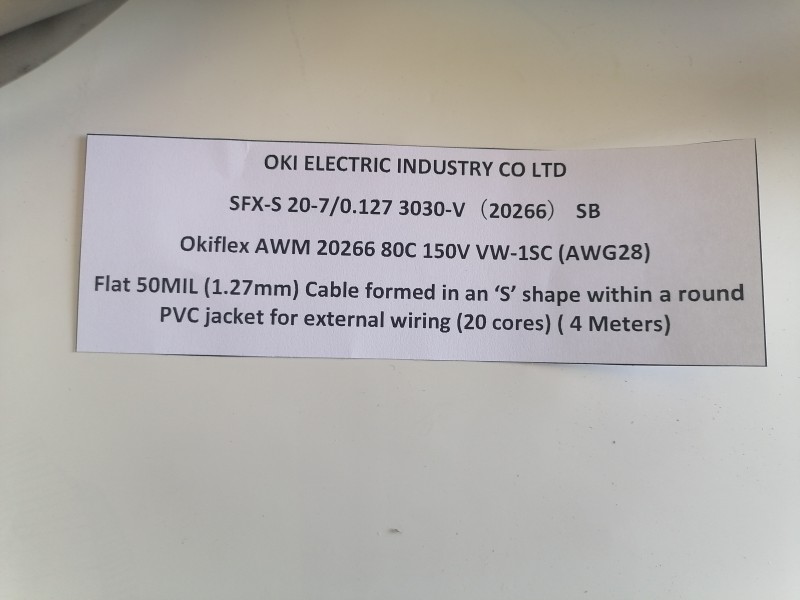 OKI ELECTRIC INDUSTRY CO LTD
SFX-S 20-7/0.127 3030-V（20266） SB
Okiflex AWM 20266 80C 150V VW-1SC (AWG28)
Flat 50MIL (1.27mm) Cable formed in an ‘S’ shape within a round
PVC jacket for external wiring (20 cores) ( 4 Meters)